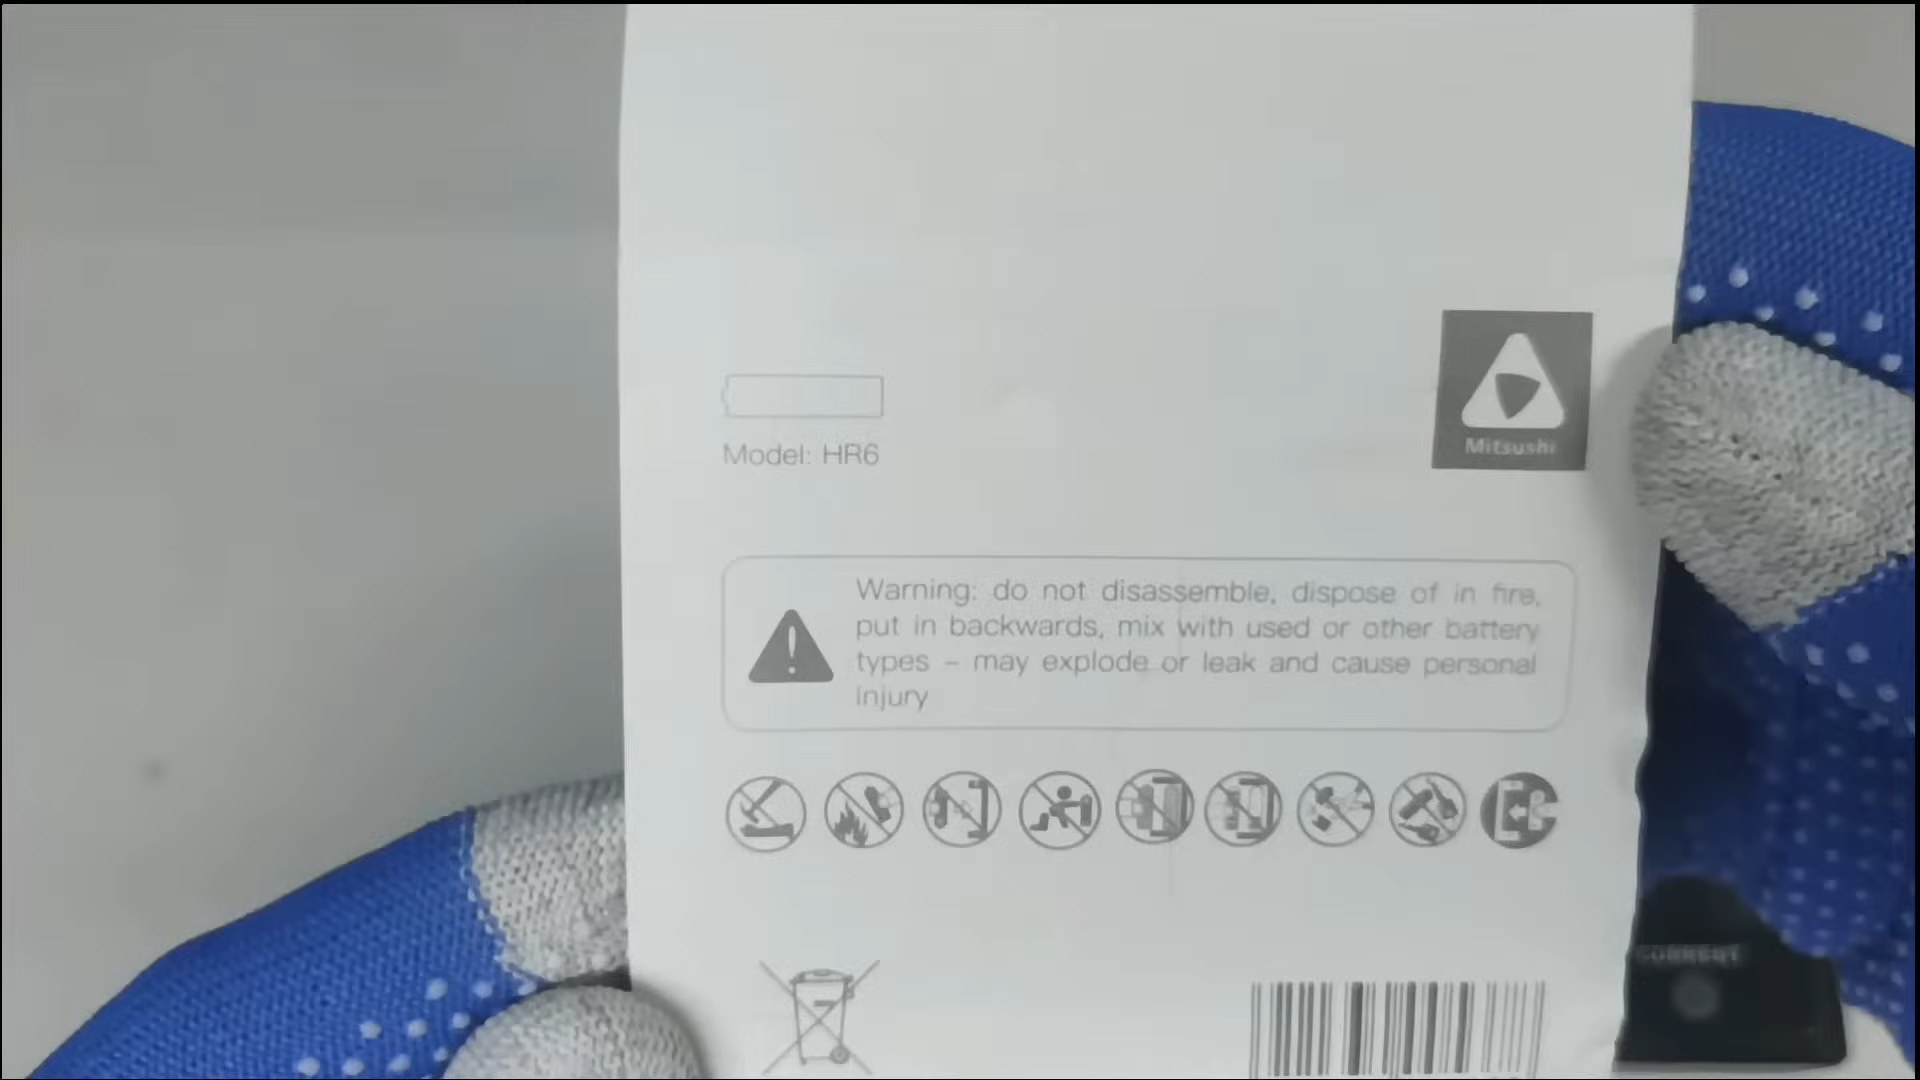 Mitsushi
Model: HR6
Warning: do not disassemble, dispose of in fire,
put in backwards, mix with used or other battery
types – may explode or leak and cause personal
injury
CURRENT